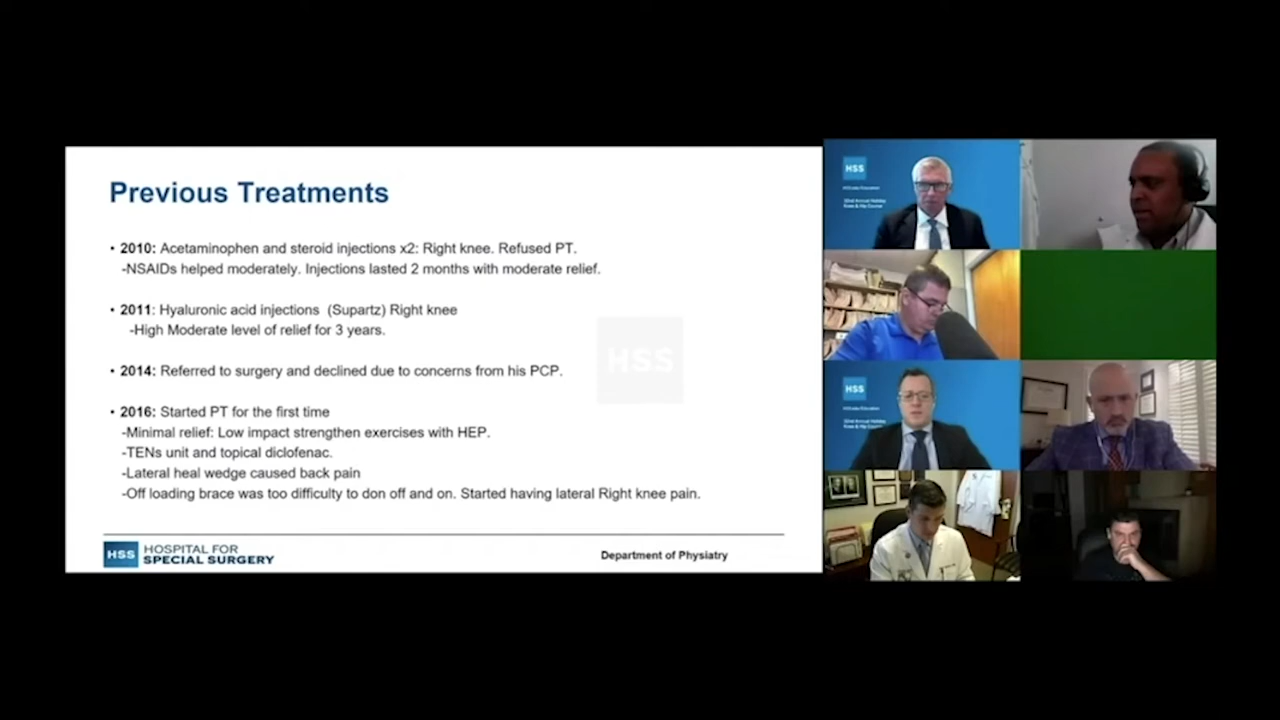 Previous Treatments
• 2010: Acetaminophen and steroid injections x2: Right knee. Refused PT.
-NSAIDs helped moderately. Injections lasted 2 months with moderate relief.
• 2011: Hyaluronic acid injections (Supartz) Right knee
-High Moderate level of relief for 3 years.
• 2014: Referred to surgery and declined due to concerns from his PCP.
• 2016: Started PT for the first time
-Minimal relief: Low impact strengthen exercises with HEP.
-TENs unit and topical diclofenac.
-Lateral heal wedge caused back pain
-Off loading brace was too difficulty to don off and on. Started having lateral Right knee pain.
HSS
HSS
HOSPITAL FOR
SPECIAL SURGERY
Department of Physiatry
HSS
HSS